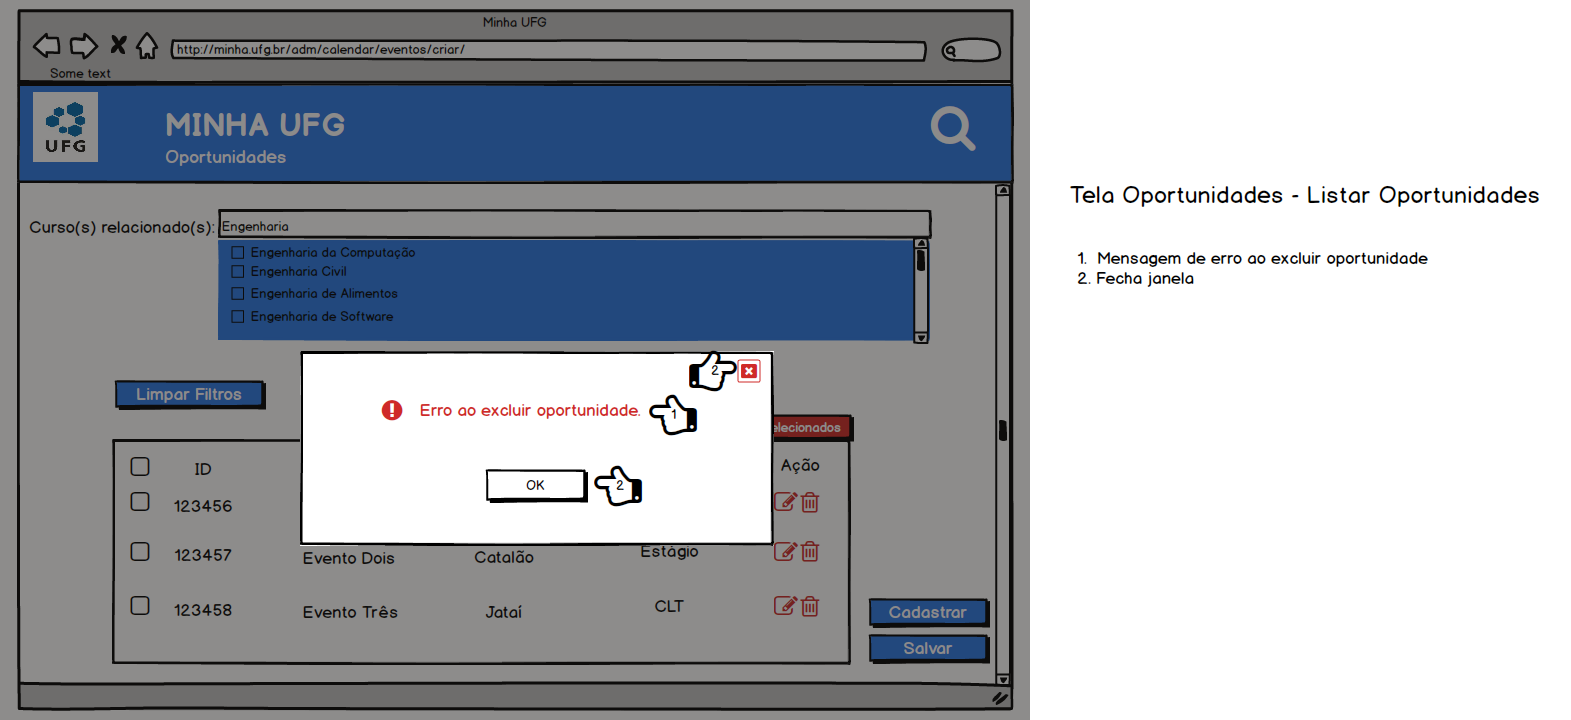 Minha UFG
http://minha.ufg.br/adm/calendar/eventos/criar/
Some text
UFG
MINHA UFG
Oportunidades
Curso(s) relacionado(s):
Engenharia
Engenharia da Computação
Engenharia Civil
Engenharia de Alimentos
Engenharia de Software
Limpar Filtros
2
Erro ao excluir oportunidade.
1
OK
2
elecionados
ID
Ação
123456
123457
Evento Dois
Catalão
Estágio
123458
Evento Três
Jataí
CLT
Cadastrar
Salvar
Tela Oportunidades - Listar Oportunidades
1. Mensagem de erro ao excluir oportunidade
2. Fecha janela